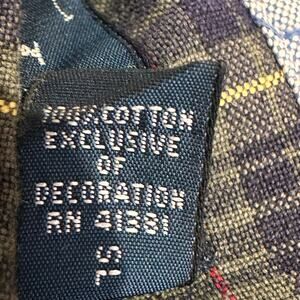 100% COTTON
EXCLUSIVE
OF
DECORATION
RN 41381